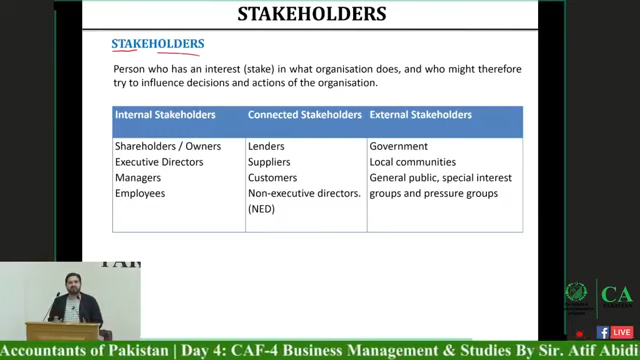 STAKEHOLDERS
STAKEHOLDERS
Person who has an interest (stake) in what organisation does, and who might therefore
try to influence decisions and actions of the organisation.
Internal Stakeholders
Shareholders / Owners
Executive Directors
Managers
Employees
Connected Stakeholders
Lenders
Suppliers
Customers
Non-executive directors.
(NED)
External Stakeholders
Government
Local communities
General public, special interest
groups and pressure groups
CA
PAKISTAN
LIVE
Accountants of Pakistan | Day 4: CAF-4 Business Management & Studies By Sir. Atif Abidi